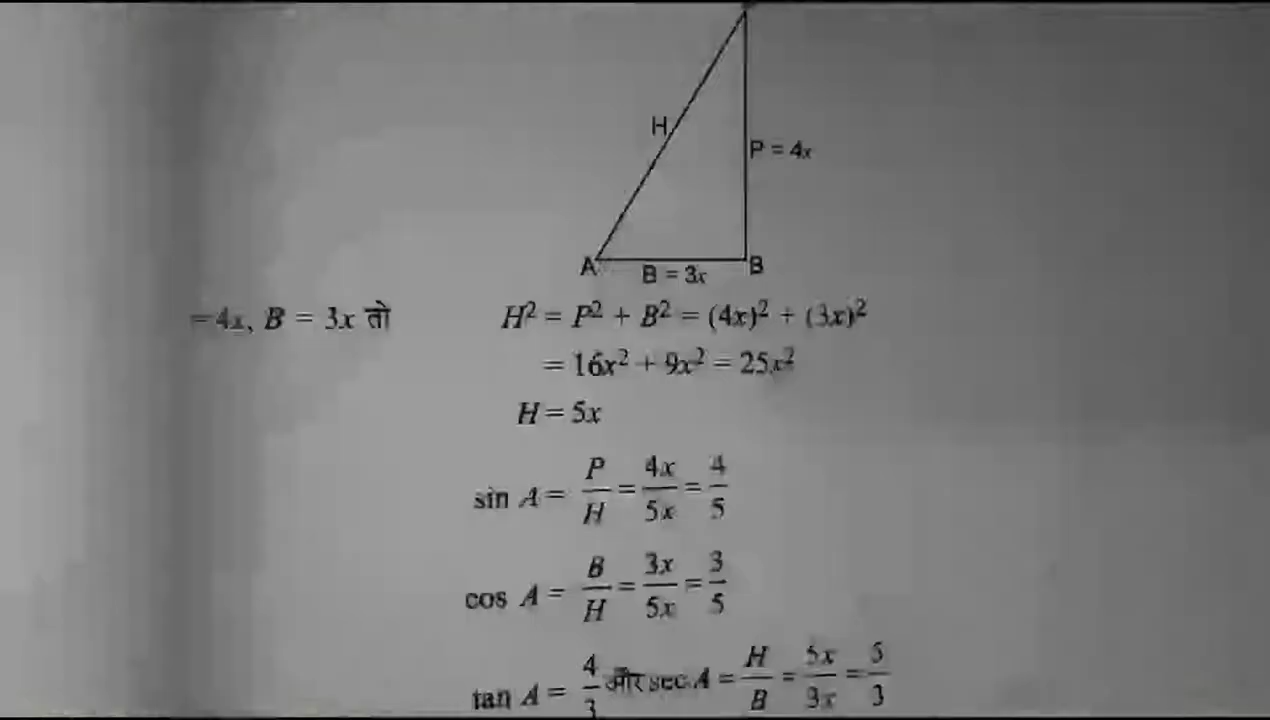 H
P = 4x
A
B = 3x
B
= 4x, B = 3x तो
H² = P² + B² = (4x)² + (3x)²
= 16x² + 9x² = 25x²
H = 5x
sin A = P/H = 4x/5x = 4/5
cos A = B/H = 3x/5x = 3/5
tan A = 4/3 और sec A = H/B = 5x/3x = 5/3